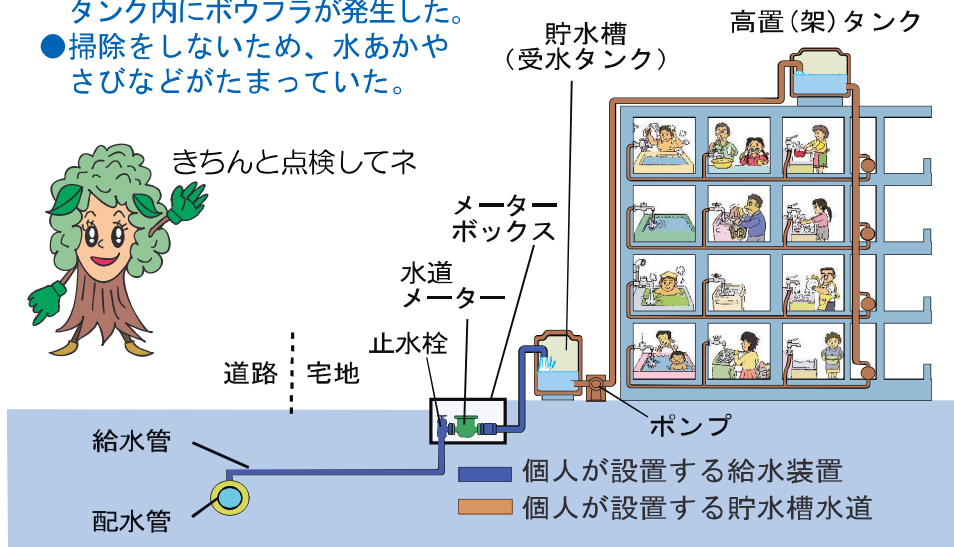 タンク内にボウフラが発生した。
●掃除をしないため、水あかや
さびなどがたまっていた。
きちんと点検してネ
貯水槽
(受水タンク)
高置(架)タンク
メーター
ボックス
水道
メーター
止水栓
道路
宅地
ポンプ
給水管
配水管
個人が設置する給水装置
個人が設置する貯水槽水道